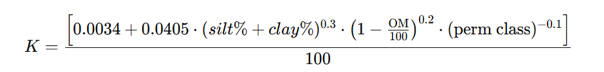 K = [0.0034 + 0.0405 · (silt% + clay%)^0.3 · (1 − OM/100)^0.2 · (perm class)^−0.1] / 100